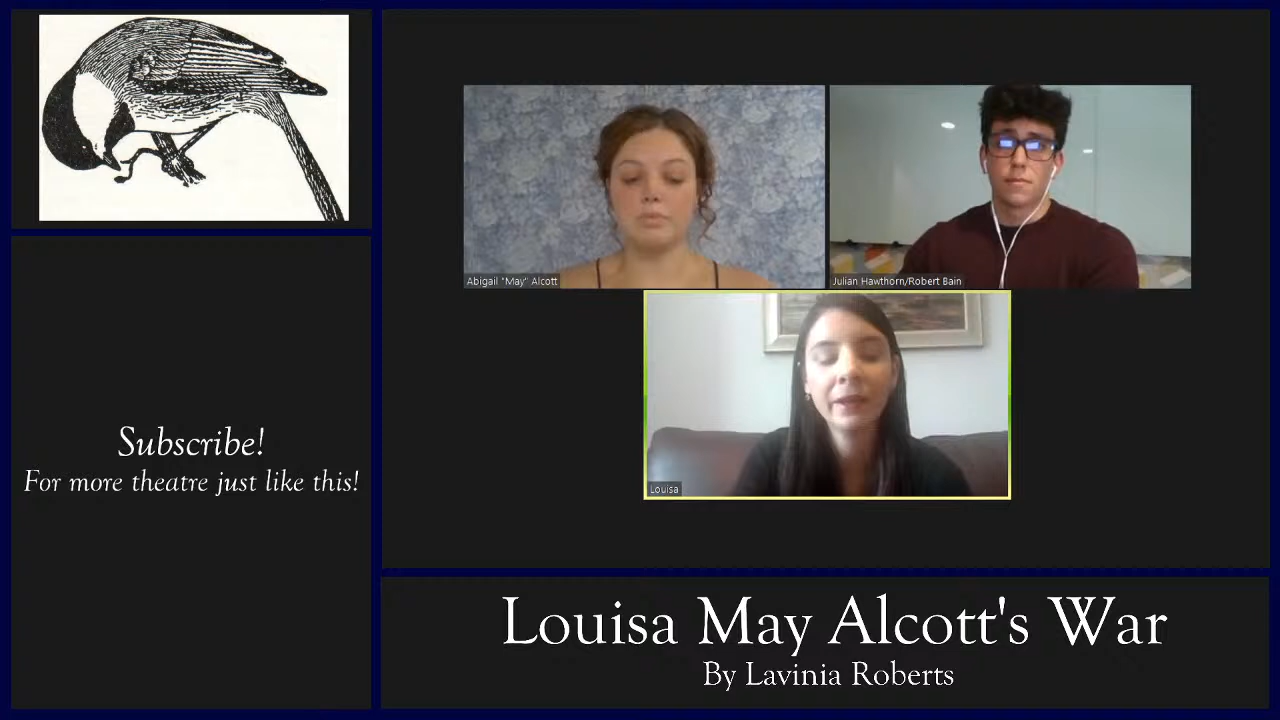 Abigail "May" Alcott
Julian Hawthorn/Robert Bain
Louisa
Subscribe!
For more theatre just like this!
Louisa May Alcott's War
By Lavinia Roberts